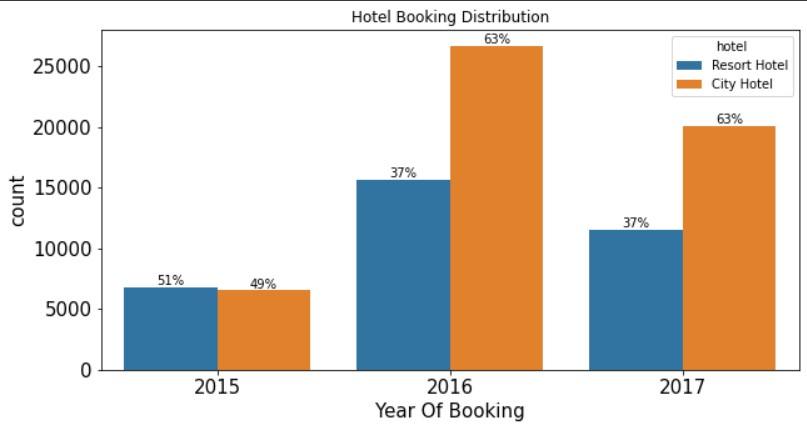 Hotel Booking Distribution
hotel
Resort Hotel
City Hotel
count
25000
20000
15000
10000
5000
0
51%
49%
37%
63%
37%
63%
2015
2016
2017
Year Of Booking